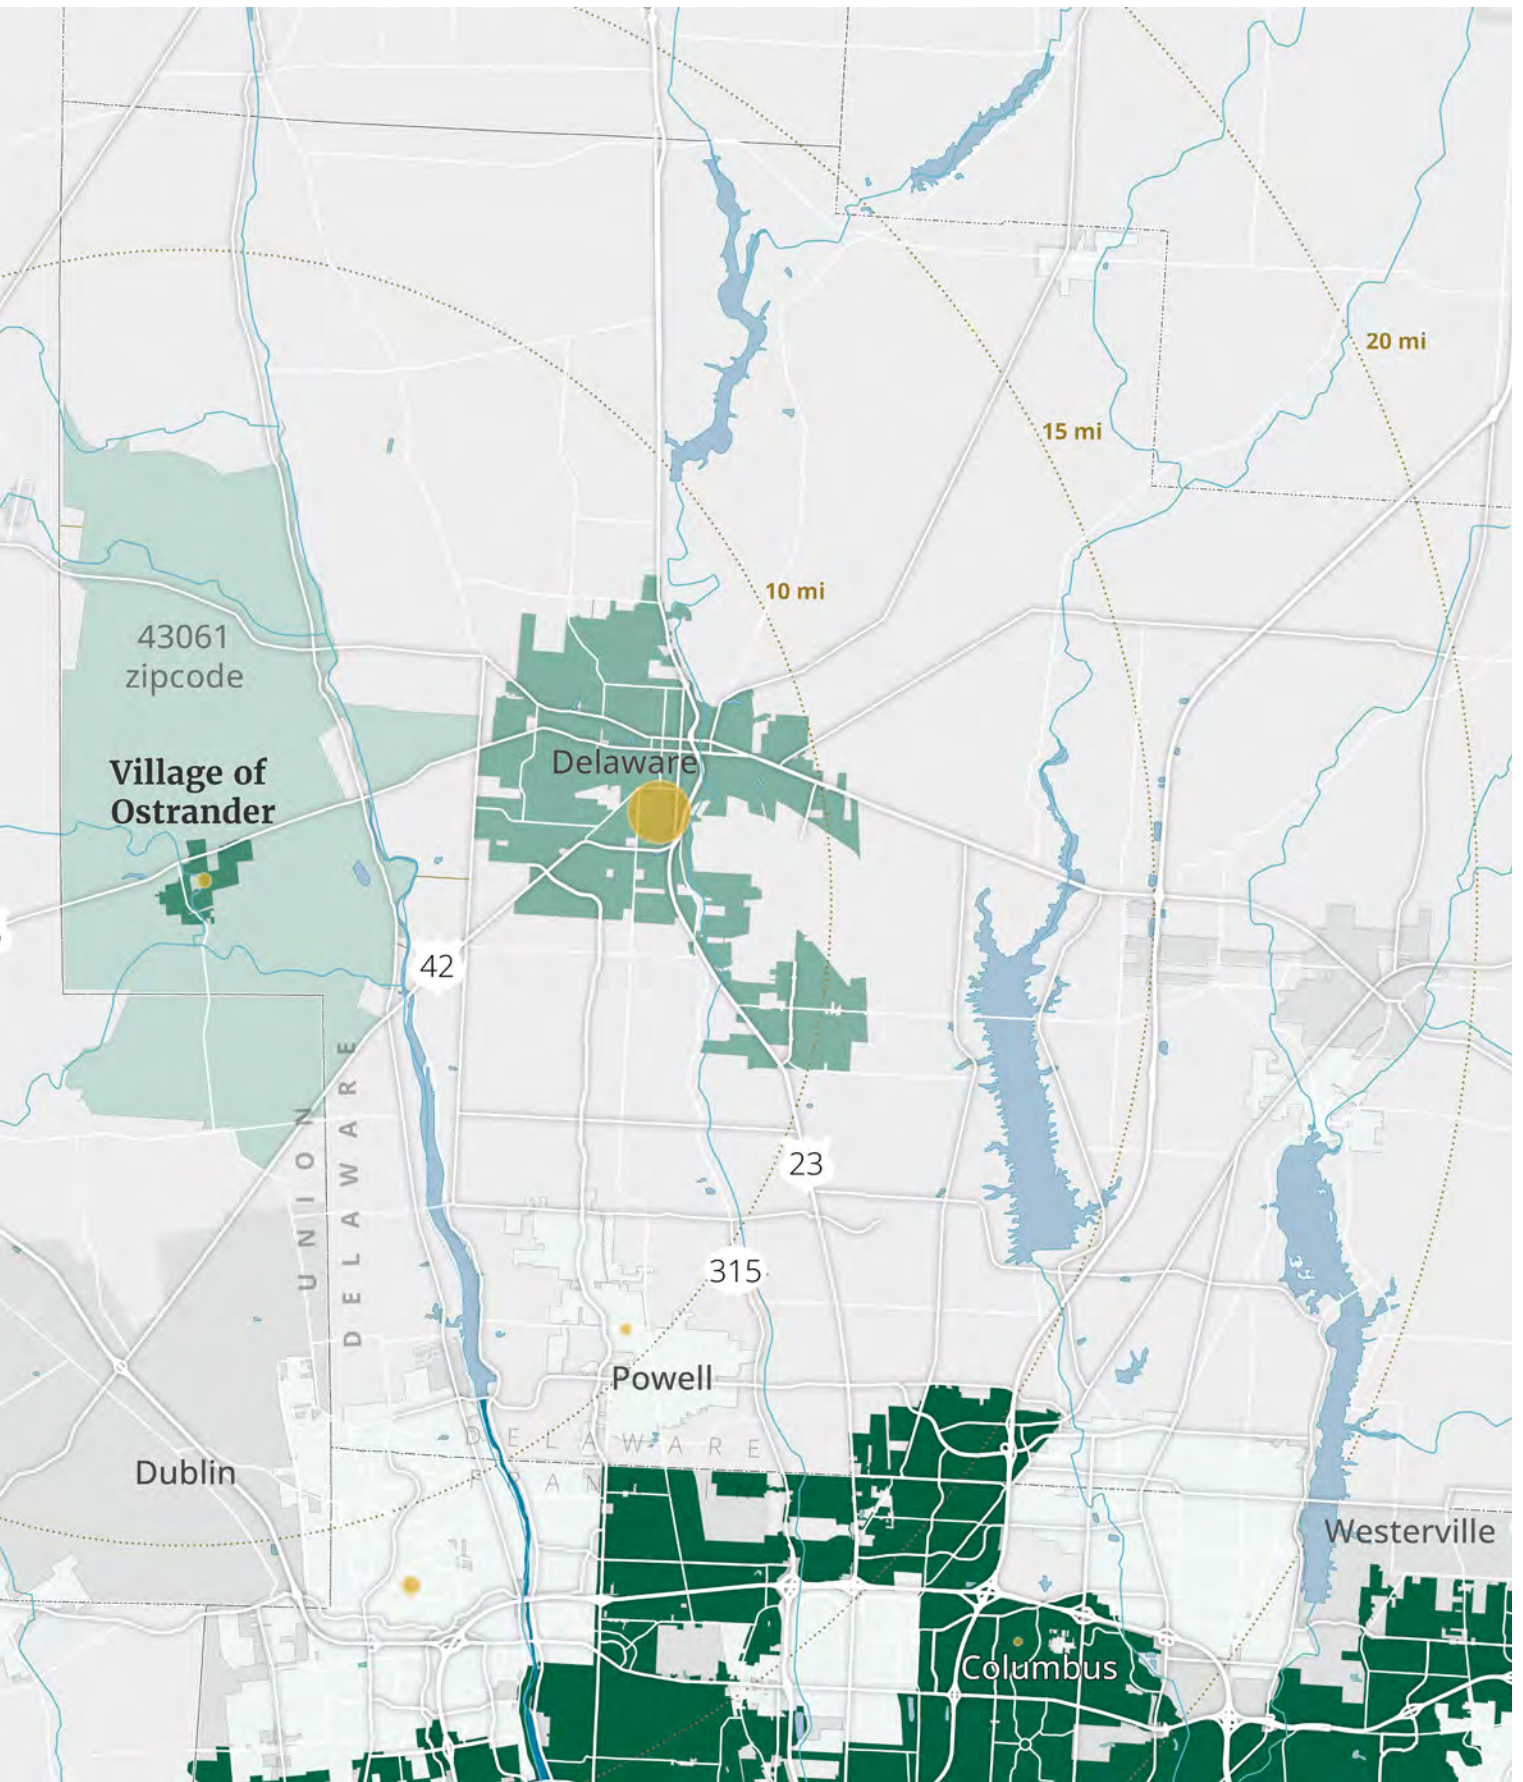 20 mi
15 mi
10 mi
43061
zipcode
Delaware
Village of
Ostrander
42
23
UNION
DELAWARE
315
Powell
DELAWARE
Dublin
Westerville
Columbus